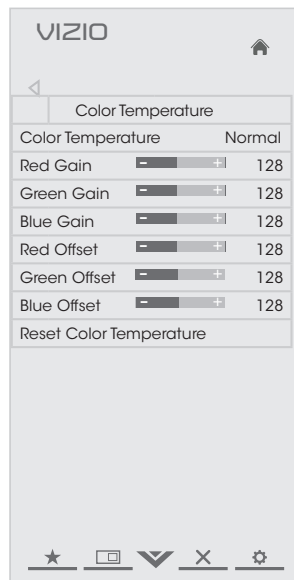 VIZIO
Color Temperature
Color Temperature Normal
Red Gain - + 128
Green Gain - + 128
Blue Gain - + 128
Red Offset - + 128
Green Offset - + 128
Blue Offset - + 128
Reset Color Temperature